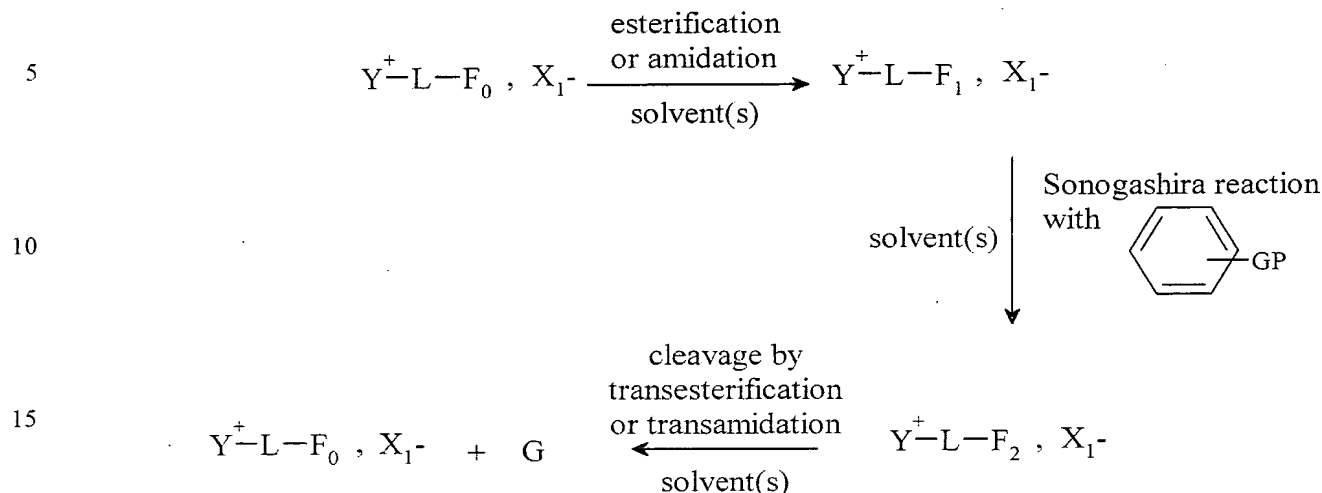 esterification
or amidation
5 Y+-L-F0 , X1- Y+-L-F1 , X1-
solvent(s)
Sonogashira reaction
with
solvent(s)
10
GP
cleavage by
transesterification
or transamidation
15 Y+-L-F0 , X1- + G Y+-L-F2 , X1-
solvent(s)